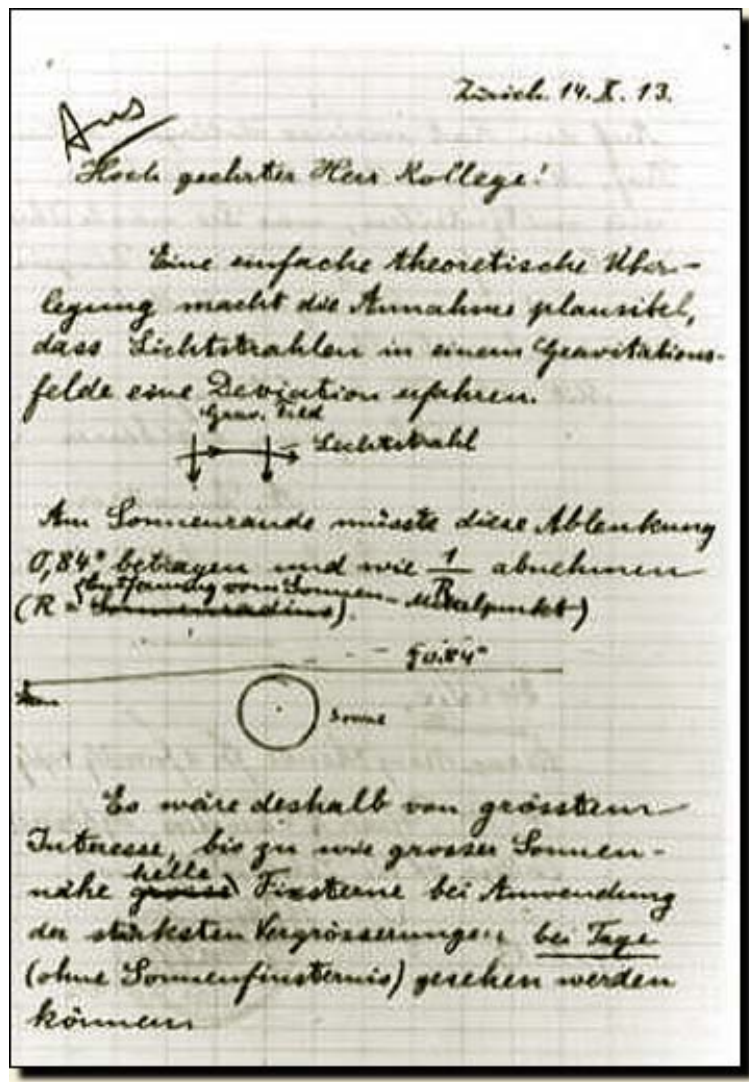 Zürich. 14. X. 13.
Hoch geehrter Herr Kollege!
Eine einfache theoretische Über-
legung macht die Annahme plausibel,
dass Lichtstrahlen in einem Gravitations-
felde eine Deviation erfahren.
Grav. Feld
Lichtstrahl
Am Sonnenrande müsste diese Ablenkung
0,84" betragen und wie 1/R abnehmen
(R = Sonnenradius Entfernung vom Sonnen-Mittelpunkt)
0.84"
Stern
Sonne
Es wäre deshalb von grösstem
Interesse, bis zu wie grosser Sonnen-
nähe helle Fixsterne bei Anwendung
der stärksten Vergrösserungen bei Tage
(ohne Sonnenfinsternis) gesehen werden
können.